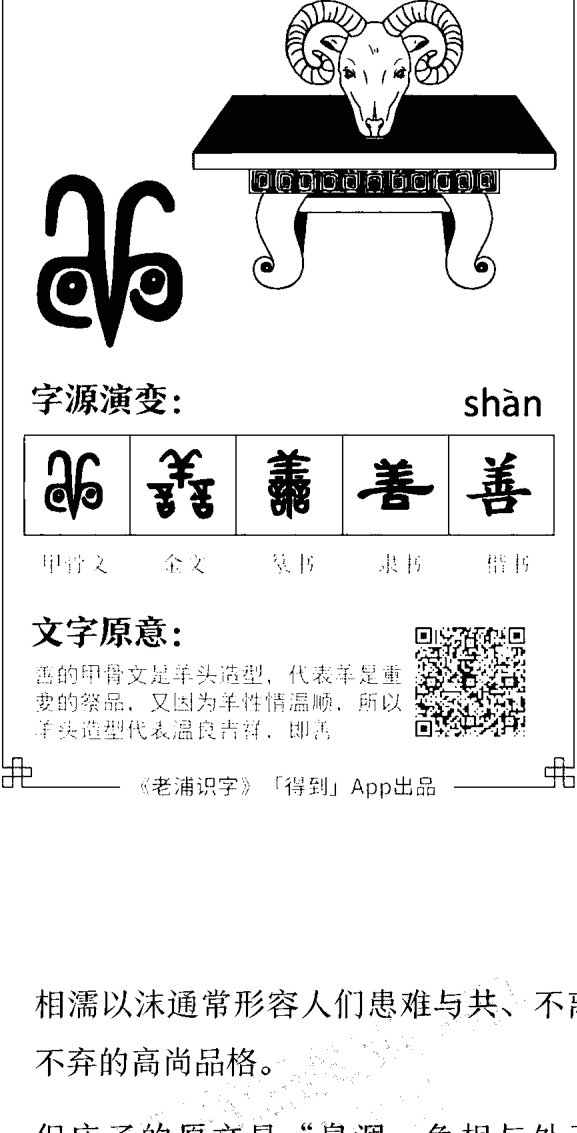 字源演变：
shàn
善 善 善 善 善
甲骨文 金文 篆书 隶书 楷书
文字原意：
善的甲骨文是羊头造型，代表羊是重
要的祭品，又因为羊性情温顺，所以
羊头造型代表温良吉祥，即善
《老浦识字》「得到」App出品
相濡以沫通常形容人们患难与共、不离
不弃的高尚品格。